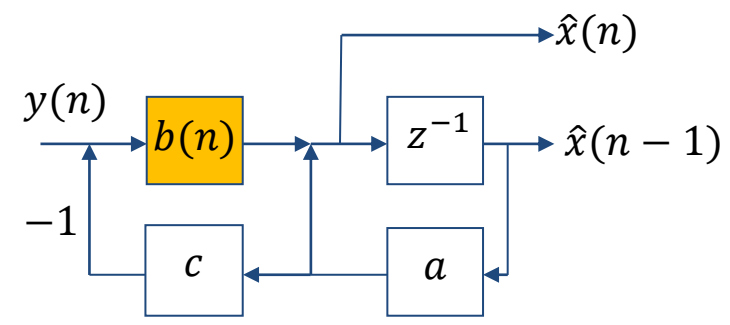 x̂(n)
y(n)
b(n)
z⁻¹
x̂(n − 1)
−1
c
a